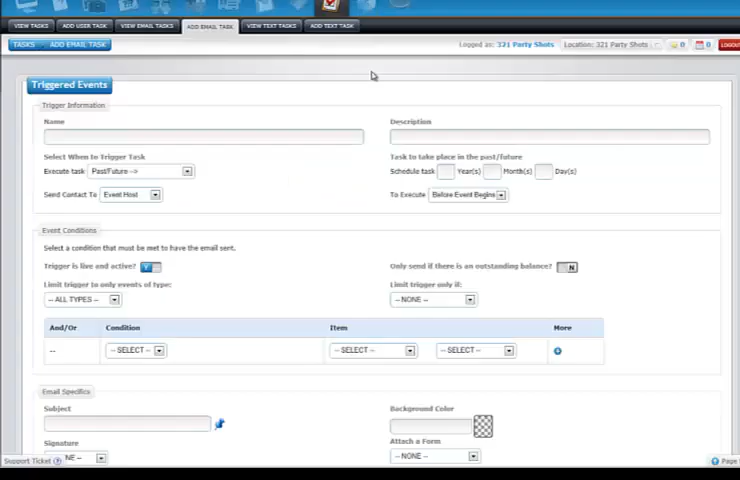 VIEW TASKS ADD USER TASK VIEW EMAIL TASKS ADD EMAIL TASK VIEW TEXT TASKS ADD TEXT TASK
TASKS ADD EMAIL TASK Logged as: 321 Party Shots Location: 321 Party Shots 0 0 LOGOUT
Triggered Events
Trigger Information
Name Description
Select When to Trigger Task Task to take place in the past/future
Execute task Past/Future --> Schedule task Year(s) Month(s) Day(s)
Send Contact To Event Host To Execute Before Event Begins
Event Conditions
Select a condition that must be met to have the email sent.
Trigger is live and active? Y Only send if there is an outstanding balance? N
Limit trigger to only events of type: Limit trigger only if:
-- ALL TYPES -- -- NONE --
And/Or Condition Item More
-- -- SELECT -- -- SELECT -- -- SELECT --
Email Specifics
Subject Background Color
Signature Attach a Form
Support Ticket ? NE -- -- NONE -- Page